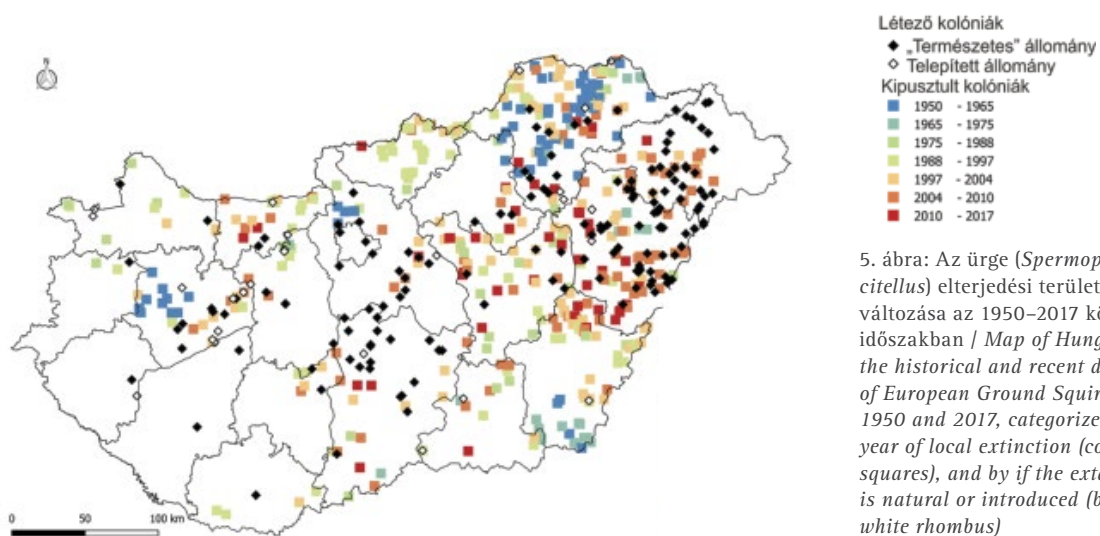 N
0 50 100 km
Létező kolóniák
„Természetes” állomány
Telepített állomány
Kipusztult kolóniák
1950 - 1965
1965 - 1975
1975 - 1988
1988 - 1997
1997 - 2004
2004 - 2010
2010 - 2017
5. ábra: Az ürge (Spermop
citellus) elterjedési terület
változása az 1950–2017 kö
időszakban / Map of Hung
the historical and recent d
of European Ground Squir
1950 and 2017, categorize
year of local extinction (co
squares), and by if the exta
is natural or introduced (b
white rhombus)